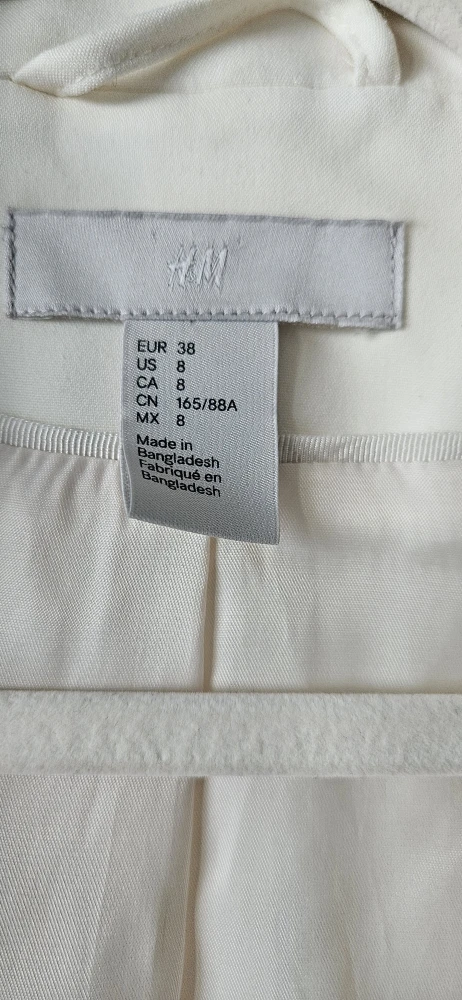 H&M
EUR 38
US 8
CA 8
CN 165/88A
MX 8
Made in
Bangladesh
Fabriqué en
Bangladesh